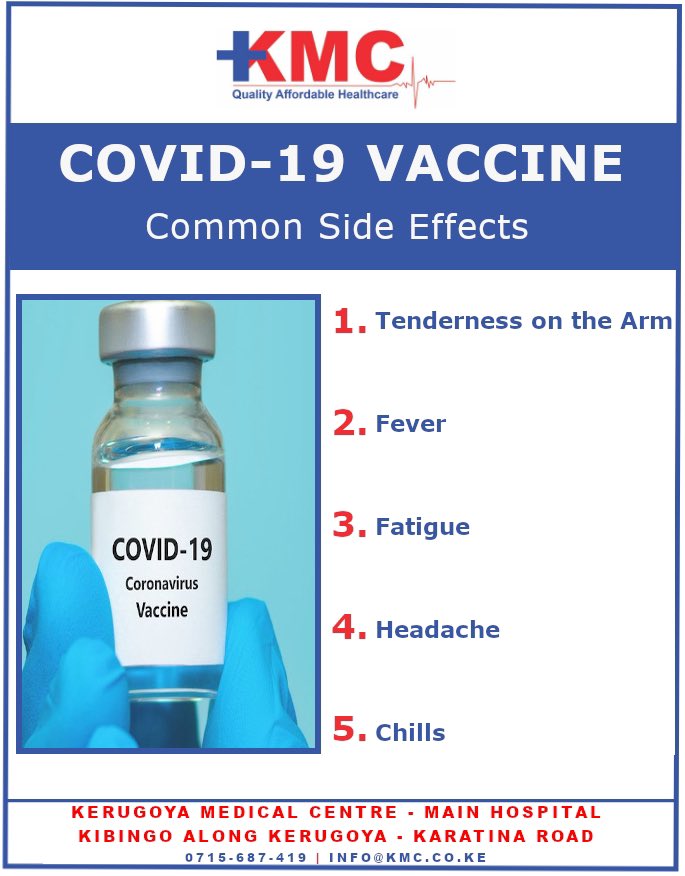 KMC
Quality Affordable Healthcare
COVID-19 VACCINE
Common Side Effects
COVID-19
Coronavirus
Vaccine
1. Tenderness on the Arm
2. Fever
3. Fatigue
4. Headache
5. Chills
KERUGOYA MEDICAL CENTRE - MAIN HOSPITAL
KIBINGO ALONG KERUGOYA - KARATINA ROAD
0715-687-419 | INFO@KMC.CO.KE